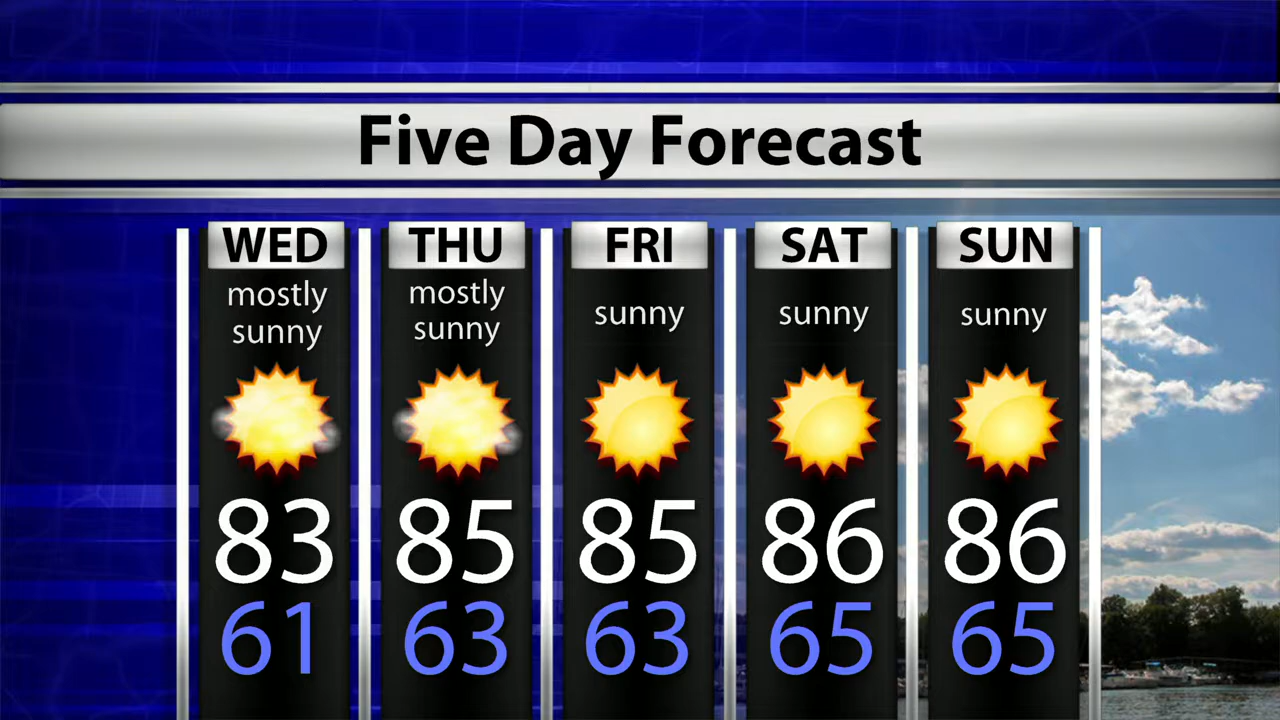 Five Day Forecast
WED THU FRI SAT SUN
mostly sunny mostly sunny sunny sunny sunny
83 85 85 86 86
61 63 63 65 65